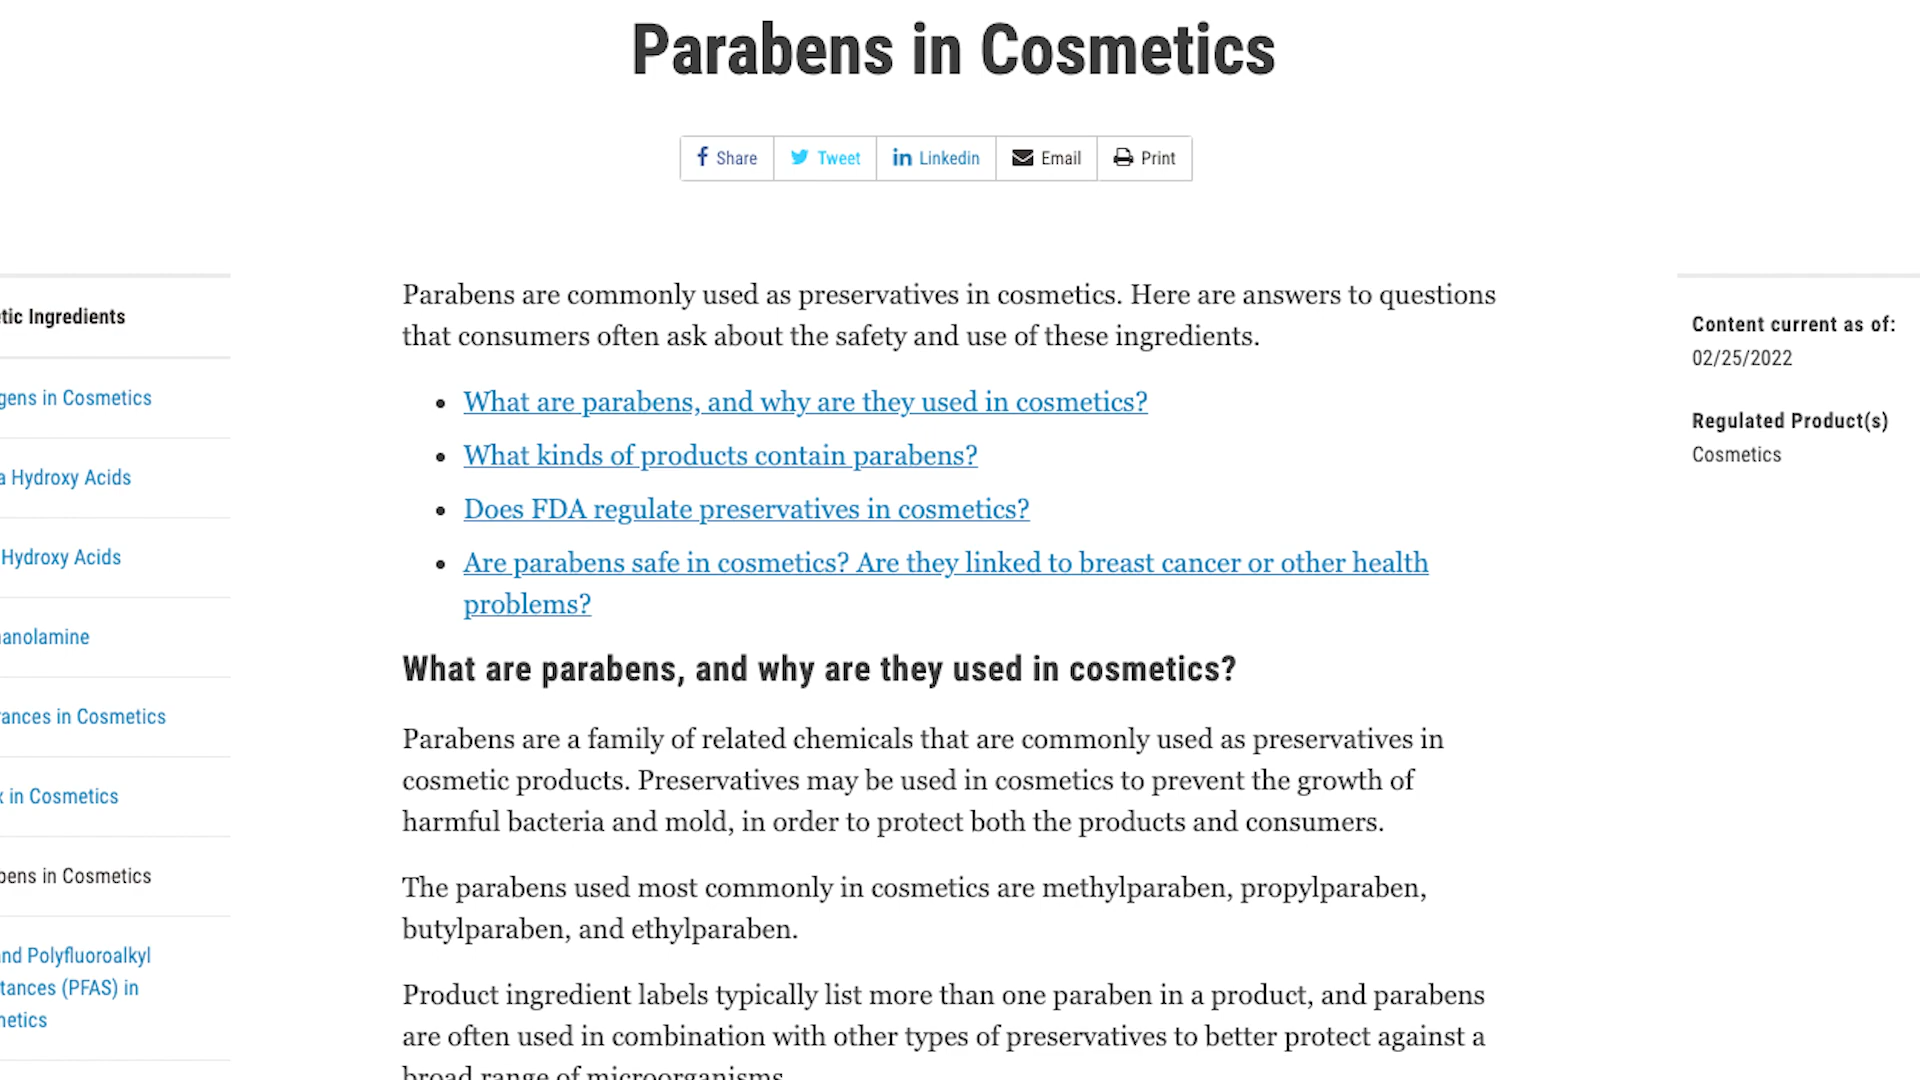 Parabens in Cosmetics
Share
Tweet
Linkedin
Email
Print
tic Ingredients
gens in Cosmetics
a Hydroxy Acids
Hydroxy Acids
anolamine
rances in Cosmetics
x in Cosmetics
bens in Cosmetics
and Polyfluoroalkyl
tances (PFAS) in
metics
Parabens are commonly used as preservatives in cosmetics. Here are answers to questions
that consumers often ask about the safety and use of these ingredients.
What are parabens, and why are they used in cosmetics?
What kinds of products contain parabens?
Does FDA regulate preservatives in cosmetics?
Are parabens safe in cosmetics? Are they linked to breast cancer or other health
problems?
What are parabens, and why are they used in cosmetics?
Parabens are a family of related chemicals that are commonly used as preservatives in
cosmetic products. Preservatives may be used in cosmetics to prevent the growth of
harmful bacteria and mold, in order to protect both the products and consumers.
The parabens used most commonly in cosmetics are methylparaben, propylparaben,
butylparaben, and ethylparaben.
Product ingredient labels typically list more than one paraben in a product, and parabens
are often used in combination with other types of preservatives to better protect against a
broad range of microorganisms.
Content current as of:
02/25/2022
Regulated Product(s)
Cosmetics